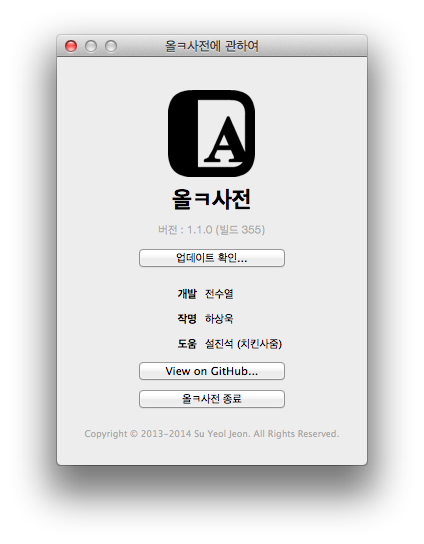 올ㅋ사전에 관하여
A
올ㅋ사전
버전 : 1.1.0 (빌드 355)
업데이트 확인...
개발 전수열
작명 하상욱
도움 설진석 (치킨사줌)
View on GitHub...
올ㅋ사전 종료
Copyright © 2013-2014 Su Yeol Jeon. All Rights Reserved.